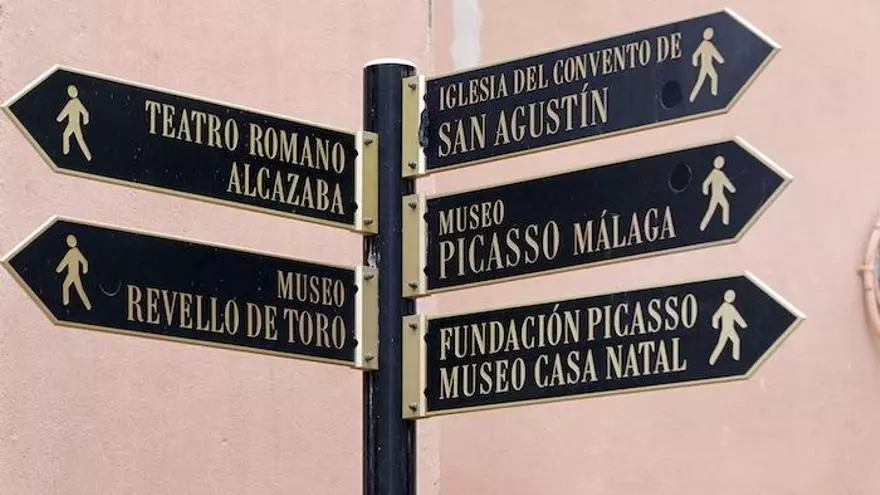 TEATRO ROMANO
ALCAZABA
MUSEO
REVELLO DE TORO
IGLESIA DEL CONVENTO DE
SAN AGUSTÍN
MUSEO
PICASSO MÁLAGA
FUNDACIÓN PICASSO
MUSEO CASA NATAL